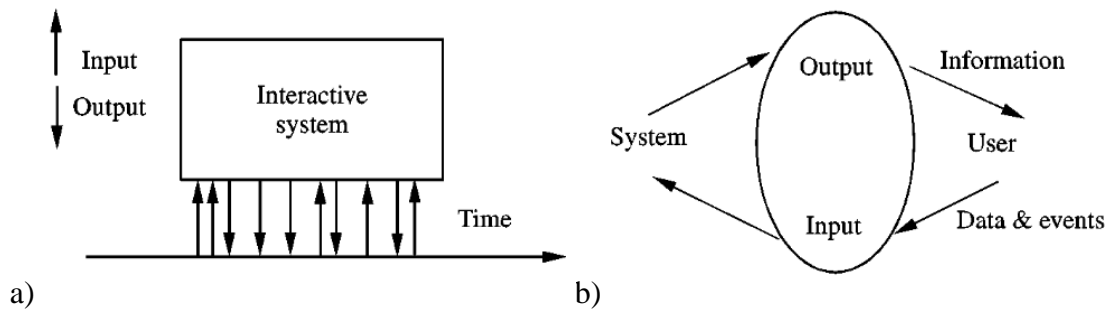 Input
Output
Interactive
system
Time
a)
Output
Information
System
User
Input
Data & events
b)